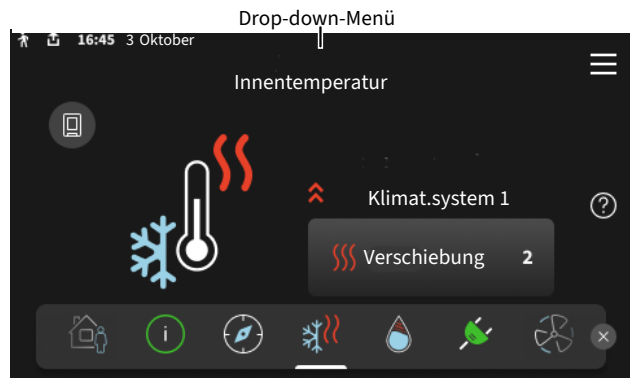 Drop-down-Menü
16:45 3 Oktober
Innentemperatur
Klimat.system 1
Verschiebung 2
i
?